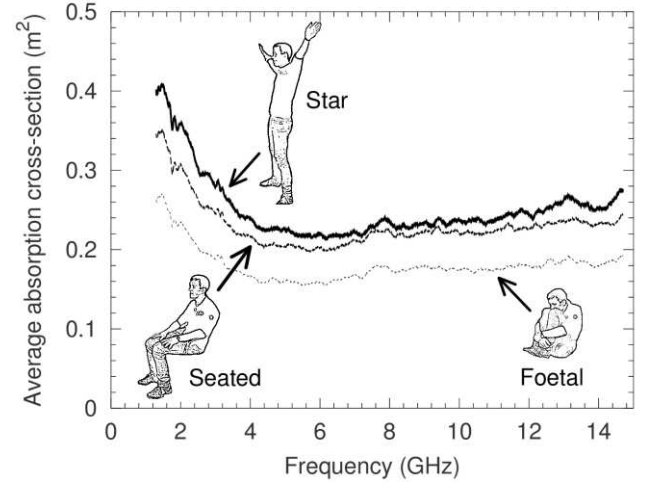 Average absorption cross-section (m²)
0.5
0.4
0.3
0.2
0.1
0
Star
Seated
Foetal
0 2 4 6 8 10 12 14
Frequency (GHz)